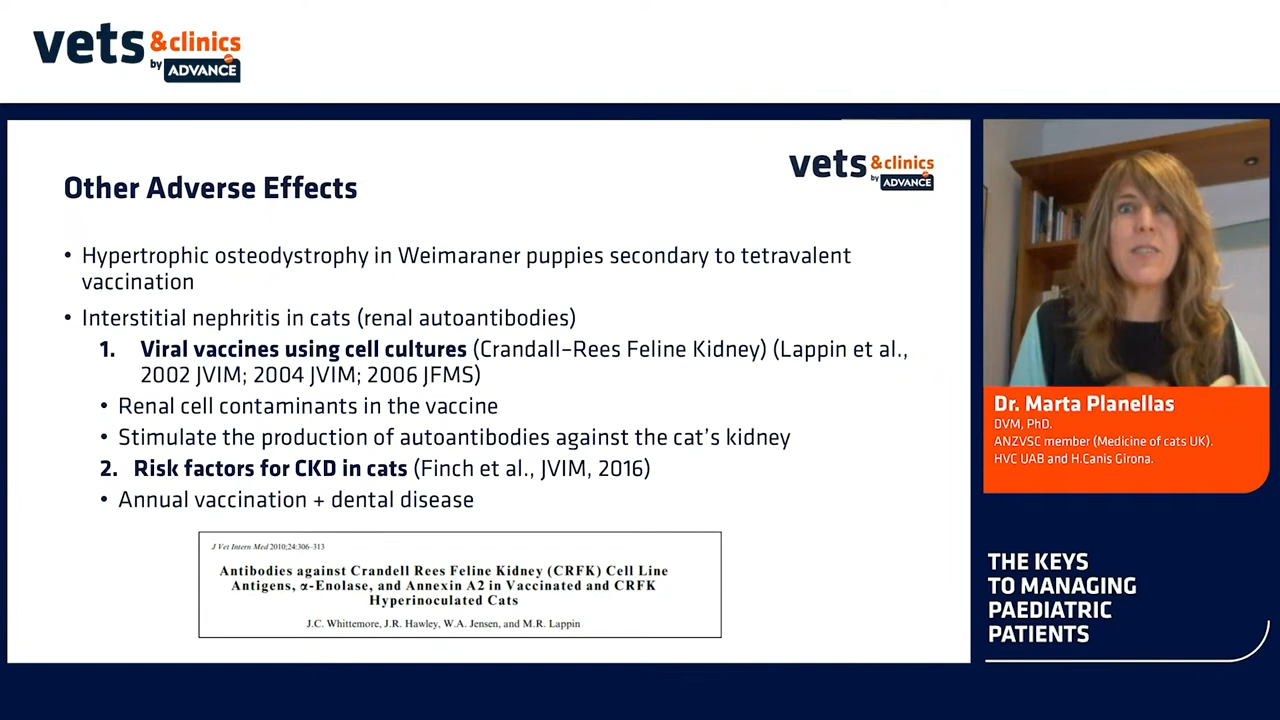 vets &clinics
by ADVANCE
vets &clinics
by ADVANCE
Other Adverse Effects
• Hypertrophic osteodystrophy in Weimaraner puppies secondary to tetravalent
vaccination
• Interstitial nephritis in cats (renal autoantibodies)
1. Viral vaccines using cell cultures (Crandall–Rees Feline Kidney) (Lappin et al.,
2002 JVIM; 2004 JVIM; 2006 JFMS)
• Renal cell contaminants in the vaccine
• Stimulate the production of autoantibodies against the cat's kidney
2. Risk factors for CKD in cats (Finch et al., JVIM, 2016)
• Annual vaccination + dental disease
J Vet Intern Med 2010;24:306–313
Antibodies against Crandell Rees Feline Kidney (CRFK) Cell Line
Antigens, α-Enolase, and Annexin A2 in Vaccinated and CRFK
Hyperinoculated Cats
J.C. Whittemore, J.R. Hawley, W.A. Jensen, and M.R. Lappin
Dr. Marta Planellas
DVM, PhD.
ANZVSC member (Medicine of cats UK).
HVC UAB and H.Canis Girona.
THE KEYS
TO MANAGING
PAEDIATRIC
PATIENTS